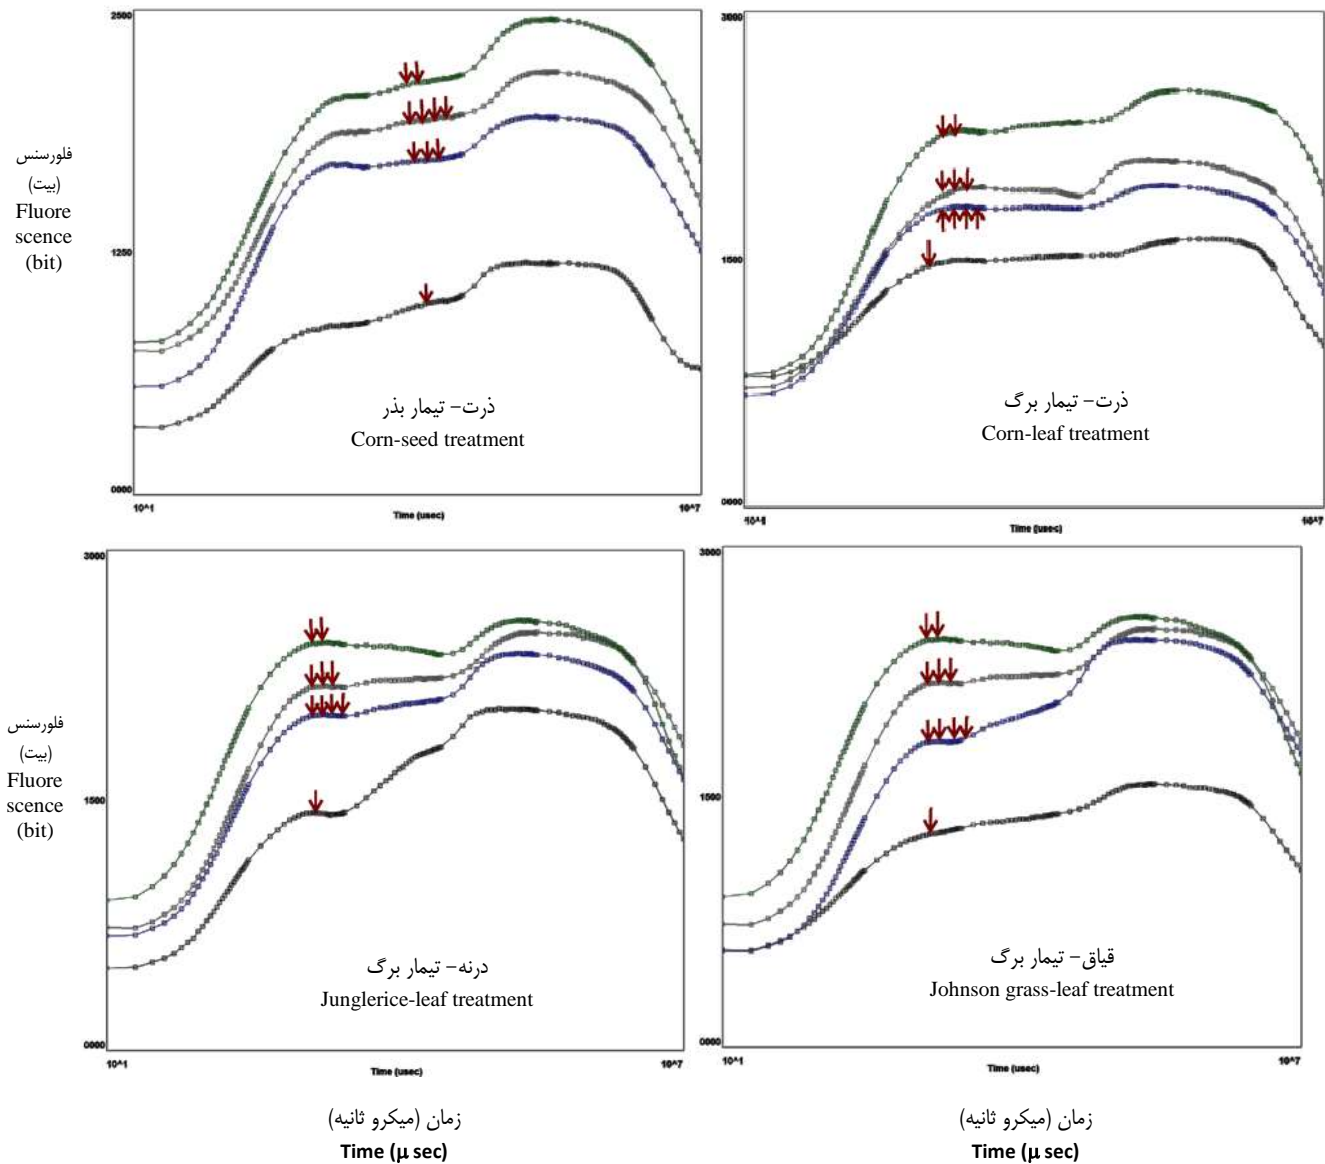 2500
1250
0000
10^1
10^7
Time (usec)
فلورسنس
(بیت)
Fluore
scence
(bit)
ذرت- تیمار بذر
Corn-seed treatment
3000
1500
0000
10^7
Time (µsec)
ذرت- تیمار برگ
Corn-leaf treatment
3000
1500
0000
10^1
10^7
Time (usec)
فلورسنس
(بیت)
Fluore
scence
(bit)
درنه- تیمار برگ
Junglerice-leaf treatment
3000
1500
0000
10^1
10^7
Time (usec)
قیاق- تیمار برگ
Johnson grass-leaf treatment
زمان (میکرو ثانیه)
Time (µ sec)
زمان (میکرو ثانیه)
Time (µ sec)